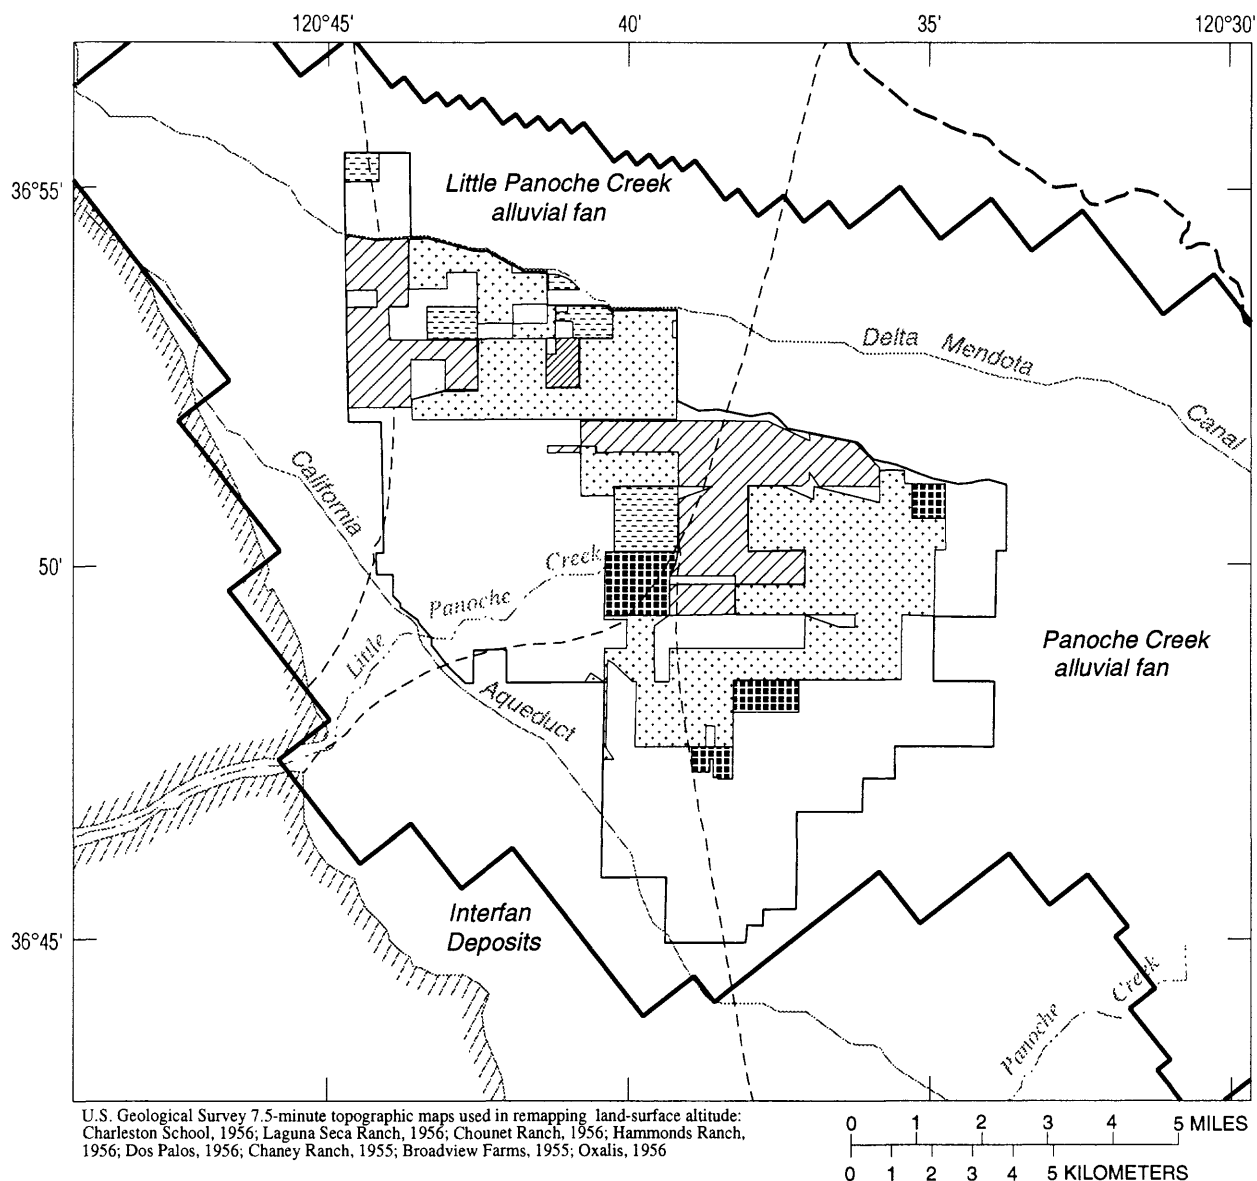 120°45'
40'
35'
120°30'
36°55'
Little Panoche Creek
alluvial fan
Delta Mendota
Canal
California
Creek
50'
Panoche
Little
Panoche Creek
alluvial fan
Aqueduct
Interfan
Deposits
36°45'
Creek
Panoche
U.S. Geological Survey 7.5-minute topographic maps used in remapping land-surface altitude:
Charleston School, 1956; Laguna Seca Ranch, 1956; Chounet Ranch, 1956; Hammonds Ranch,
1956; Dos Palos, 1956; Chaney Ranch, 1955; Broadview Farms, 1955; Oxalis, 1956
0 1 2 3 4 5 MILES
0 1 2 3 4 5 KILOMETERS